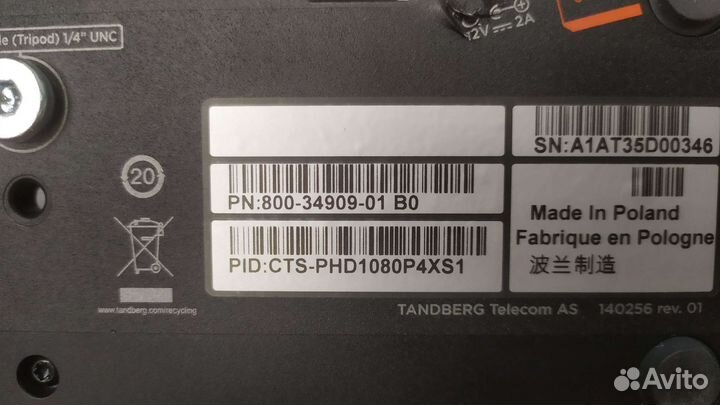 le (Tripod) 1/4" UNC
12V 2A
SN:A1AT35D00346
20
PN:800-34909-01 B0
Made In Poland
Fabrique en Pologne
波兰制造
PID:CTS-PHD1080P4XS1
www.tandberg.com/recycling
TANDBERG Telecom AS 140256 rev. 01
Avito